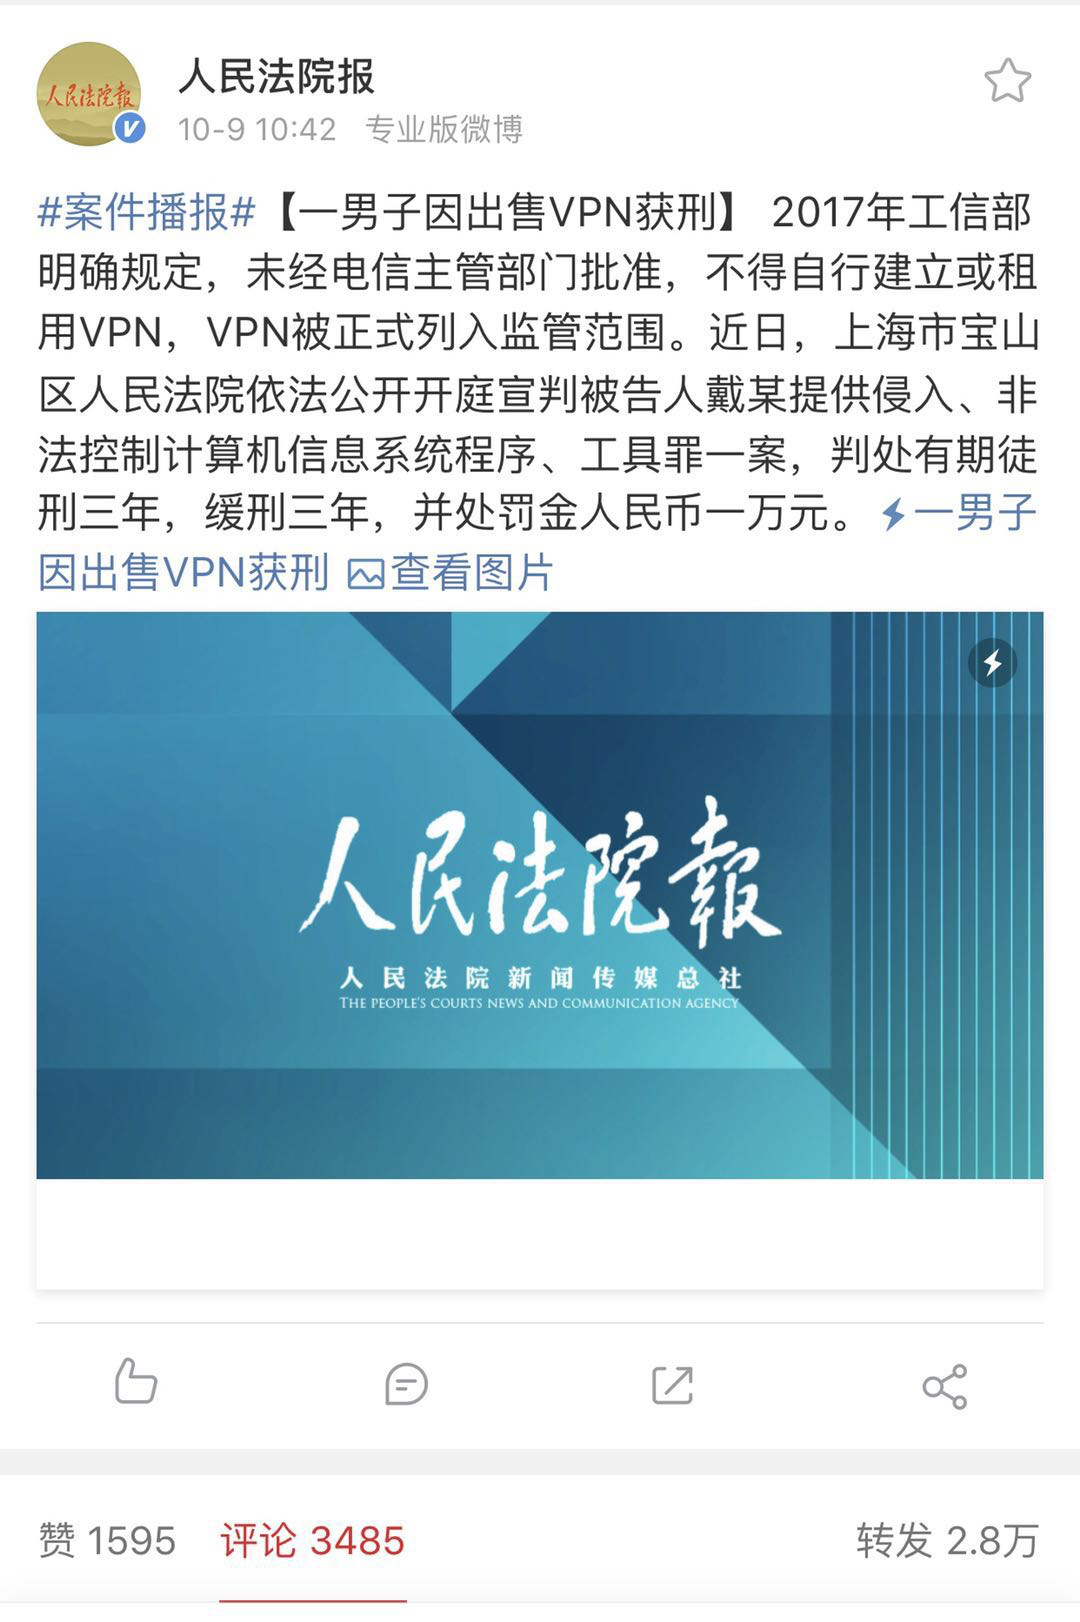 人民法院報
人民法院报
10-9 10:42 专业版微博
#案件播报#【一男子因出售VPN获刑】 2017年工信部
明确规定，未经电信主管部门批准，不得自行建立或租
用VPN，VPN被正式列入监管范围。近日，上海市宝山
区人民法院依法公开开庭宣判被告人戴某提供侵入、非
法控制计算机信息系统程序、工具罪一案，判处有期徒
刑三年，缓刑三年，并处罚金人民币一万元。一男子
因出售VPN获刑 查看图片
人民法院報
人民法院新闻传媒总社
THE PEOPLE'S COURTS NEWS AND COMMUNICATION AGENCY
赞 1595 评论 3485 转发 2.8万